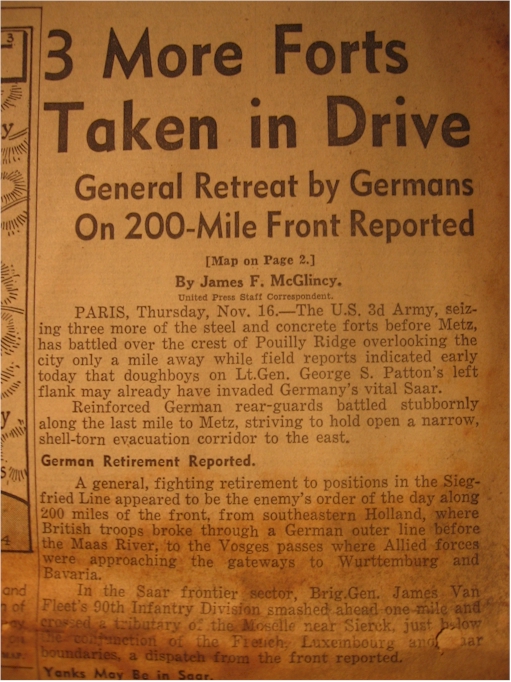 3 More Forts
Taken in Drive
General Retreat by Germans
On 200-Mile Front Reported
[Map on Page 2.]
By James F. McGlincy.
United Press Staff Correspondent.
PARIS, Thursday, Nov. 16.—The U.S. 3d Army, seiz-
ing three more of the steel and concrete forts before Metz,
has battled over the crest of Pouilly Ridge overlooking the
city only a mile away while field reports indicated early
today that doughboys on Lt.Gen. George S. Patton's left
flank may already have invaded Germany's vital Saar.
Reinforced German rear-guards battled stubbornly
along the last mile to Metz, striving to hold open a narrow,
shell-torn evacuation corridor to the east.
German Retirement Reported.
A general, fighting retirement to positions in the Sieg-
fried Line appeared to be the enemy's order of the day along
200 miles of the front, from southeastern Holland, where
British troops broke through a German outer line before
the Maas River, to the Vosges passes where Allied forces
were approaching the gateways to Wurttemburg and
Bavaria.
In the Saar frontier sector, Brig.Gen. James Van
Fleet's 90th Infantry Division smashed ahead one mile and
crossed a tributary of the Moselle near Sierck, just below
the conjunction of the French, Luxembourg and aar
boundaries, a dispatch from the front reported.
Yanks May Be in Saar.
3
y
y
s
4
and
n of
MAP.